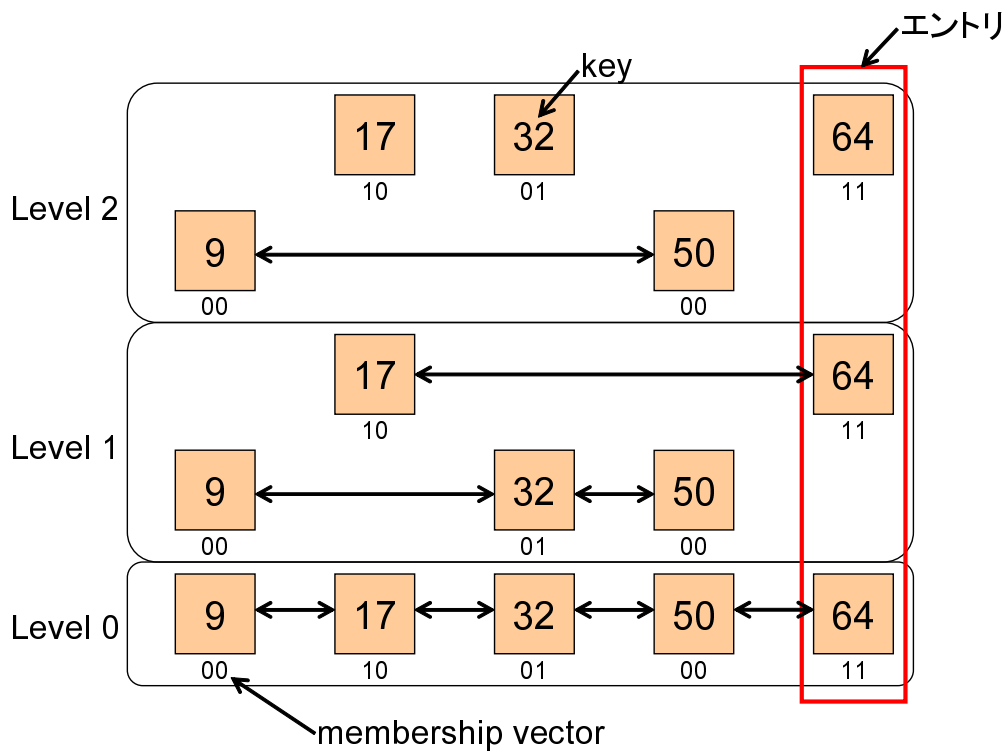 エントリ
key
17 32 64
10 01 11
Level 2
9 50
00 00
17 64
10 11
Level 1
9 32 50
00 01 00
9 17 32 50 64
Level 0
00 10 01 00 11
membership vector